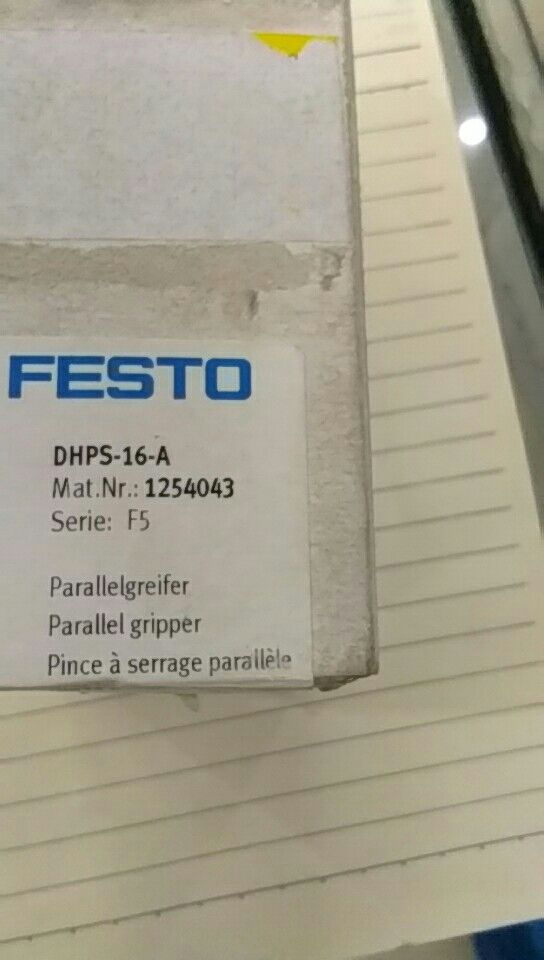 FESTO
DHPS-16-A
Mat.Nr.: 1254043
Serie: F5
Parallelgreifer
Parallel gripper
Pince à serrage parallèle